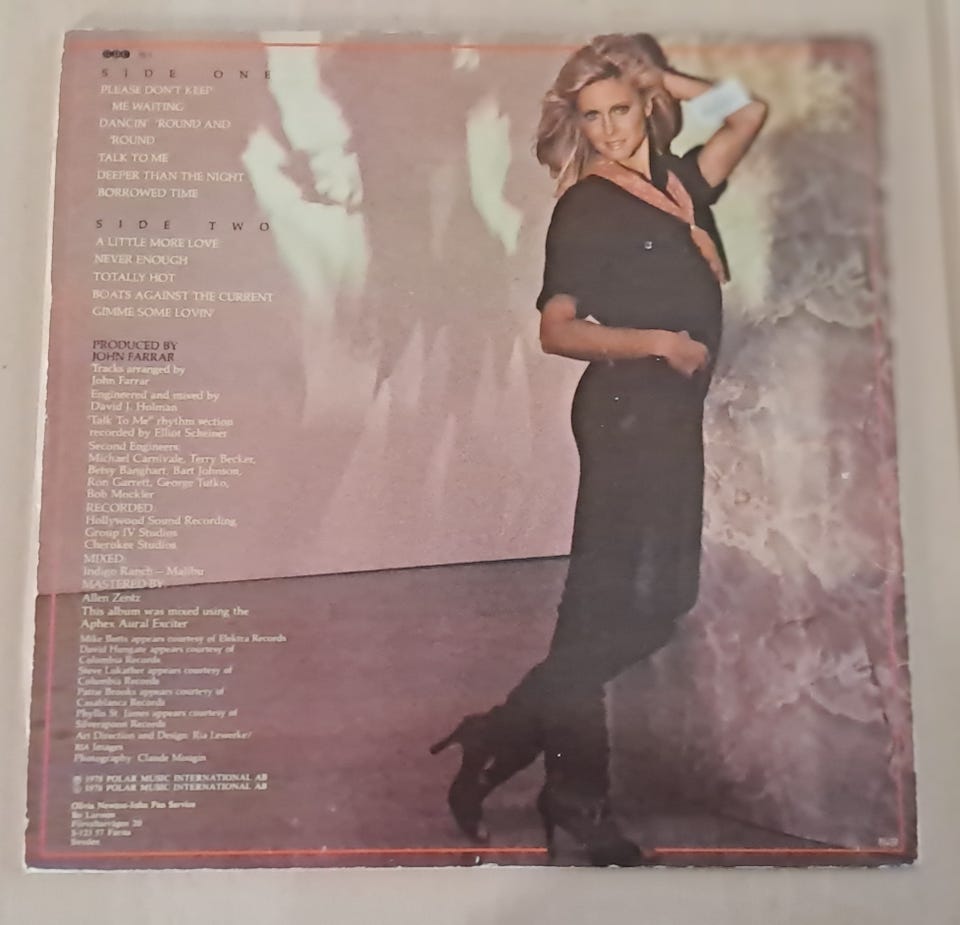 SIDE ONE
PLEASE DON'T KEEP
ME WAITING
DANCIN' 'ROUND AND
'ROUND
TALK TO ME
DEEPER THAN THE NIGHT
BORROWED TIME
SIDE TWO
A LITTLE MORE LOVE
NEVER ENOUGH
TOTALLY HOT
BOATS AGAINST THE CURRENT
GIMME SOME LOVIN'
PRODUCED BY
JOHN FARRAR
Tracks arranged by
John Farrar
Engineered and mixed by
David J. Holman
"Talk To Me" rhythm section
recorded by Elliot Scheiner
Second Engineers:
Michael Carnivale, Terry Becker,
Betsy Banghart, Bart Johnson,
Ron Garrett, George Tutko,
Bob Mockler
RECORDED:
Hollywood Sound Recording
Group IV Studios
Cherokee Studios
MIXED:
Indigo Ranch – Malibu
MASTERED BY:
Allen Zentz
This album was mixed using the
Aphex Aural Exciter
Mike Botts appears courtesy of Elektra Records
David Hungate appears courtesy of
Columbia Records
Steve Lukather appears courtesy of
Columbia Records
Pattie Brooks appears courtesy of
Casablanca Records
Phyllis St. James appears courtesy of
Silverspoon Records
Art Direction and Design: Ria Lewerke/
RIA Images
Photography: Claude Mougin
℗ 1978 POLAR MUSIC INTERNATIONAL AB
© 1978 POLAR MUSIC INTERNATIONAL AB
Olivia Newton-John Fan Service
Bo Larsson
20
S-123 57 Farsta
Sweden